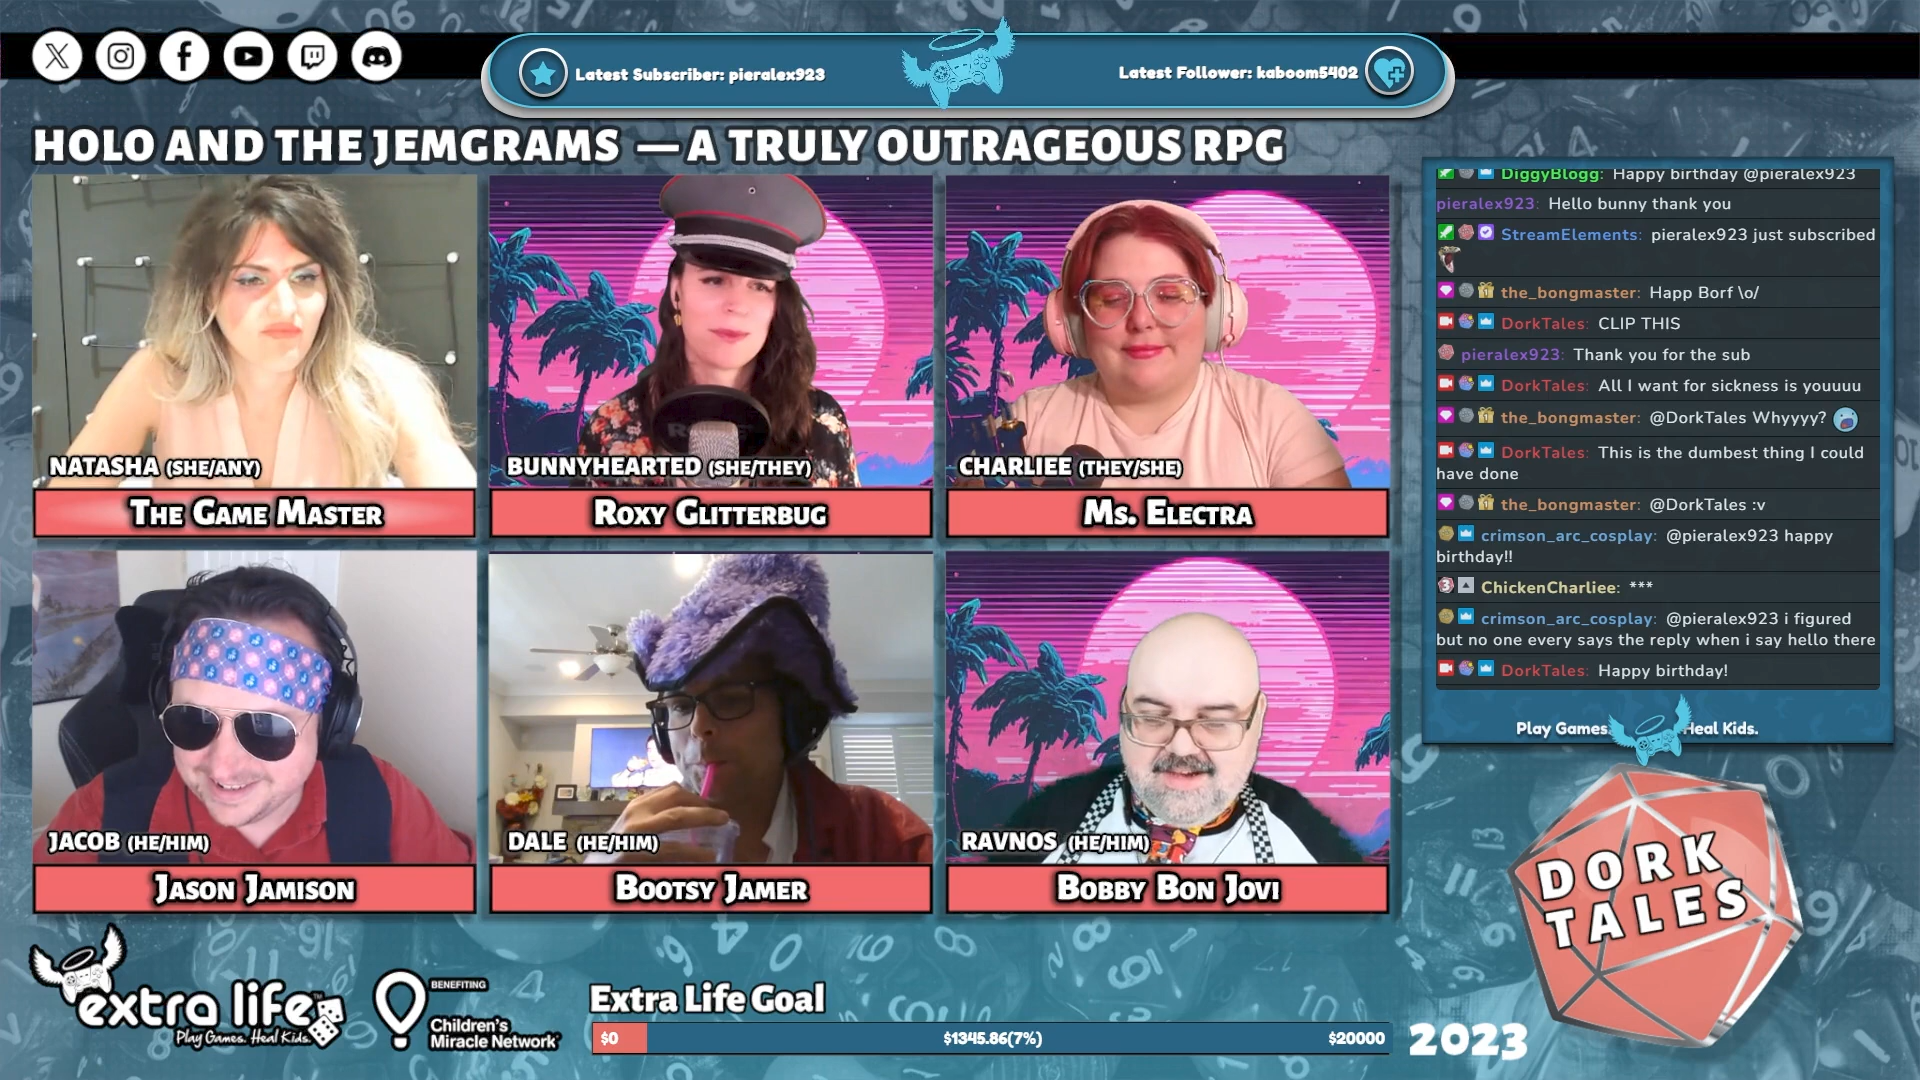 Latest Subscriber: pieralex923
Latest Follower: kaboom5402
HOLO AND THE JEMGRAMS — A TRULY OUTRAGEOUS RPG
NATASHA (SHE/ANY)
THE GAME MASTER
BUNNYHEARTED (SHE/THEY)
ROXY GLITTERBUG
CHARLIEE (THEY/SHE)
MS. ELECTRA
JACOB (HE/HIM)
JASON JAMISON
DALE (HE/HIM)
BOOTSY JAMER
RAVNOS (HE/HIM)
BOBBY BON JOVI
DiggyBlogg: Happy birthday @pieralex923
pieralex923: Hello bunny thank you
StreamElements: pieralex923 just subscribed
the_bongmaster: Happ Borf \o/
DorkTales: CLIP THIS
pieralex923: Thank you for the sub
DorkTales: All I want for sickness is youuuu
the_bongmaster: @DorkTales Whyyyy?
DorkTales: This is the dumbest thing I could
have done
the_bongmaster: @DorkTales :v
crimson_arc_cosplay: @pieralex923 happy
birthday!!
ChickenCharliee: ***
crimson_arc_cosplay: @pieralex923 i figured
but no one every says the reply when i say hello there
DorkTales: Happy birthday!
Play Games. Heal Kids.
DORK
TALES
extra life
Play Games. Heal Kids.
BENEFITING
Children's
Miracle Network
Extra Life Goal
$0
$1345.86(7%)
$20000
2023